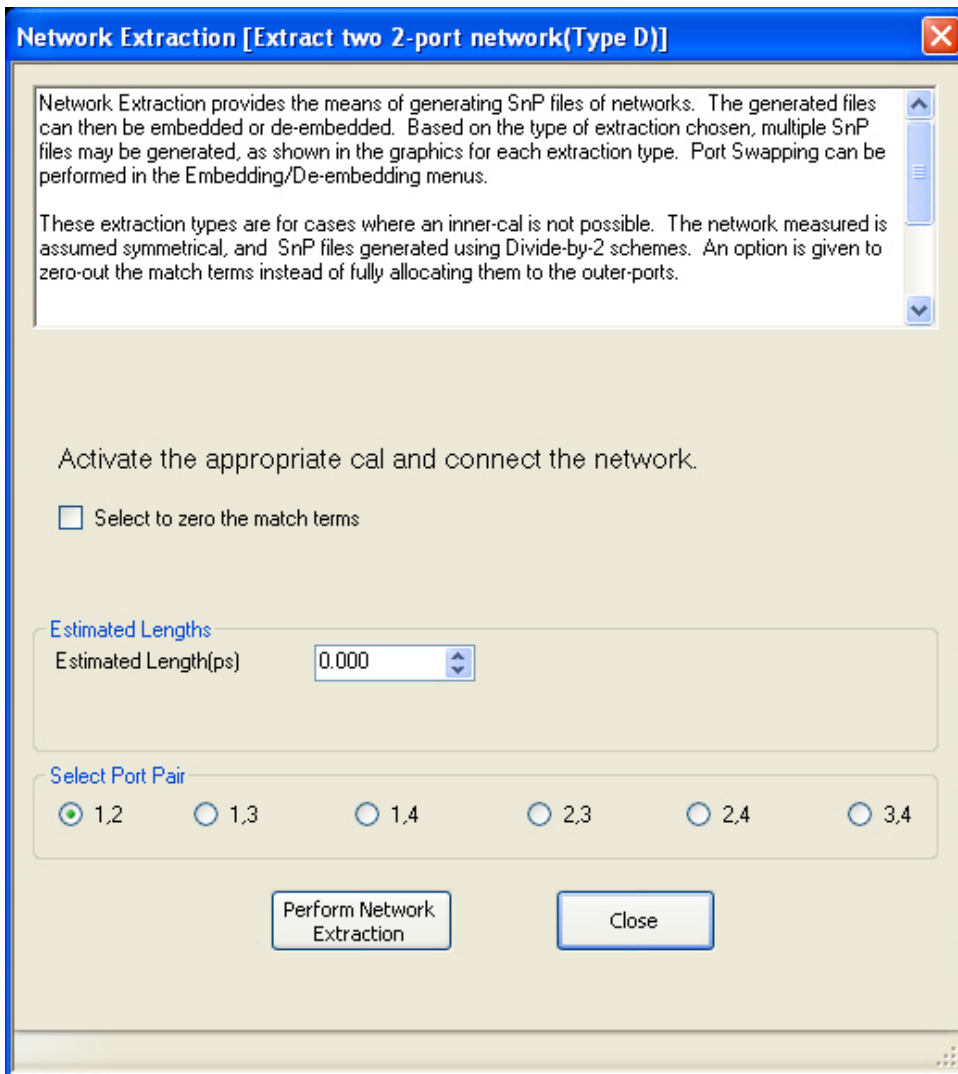 Network Extraction [Extract two 2-port network(Type D)]
Network Extraction provides the means of generating SnP files of networks.  The generated files
can then be embedded or de-embedded.  Based on the type of extraction chosen, multiple SnP
files may be generated, as shown in the graphics for each extraction type.  Port Swapping can be
performed in the Embedding/De-embedding menus.
These extraction types are for cases where an inner-cal is not possible.  The network measured is
assumed symmetrical, and  SnP files generated using Divide-by-2 schemes.  An option is given to
zero-out the match terms instead of fully allocating them to the outer-ports.
Activate the appropriate cal and connect the network.
Select to zero the match terms
Estimated Lengths
Estimated Length(ps) 0.000
Select Port Pair
1,2 1,3 1,4 2,3 2,4 3,4
Perform Network
Extraction
Close